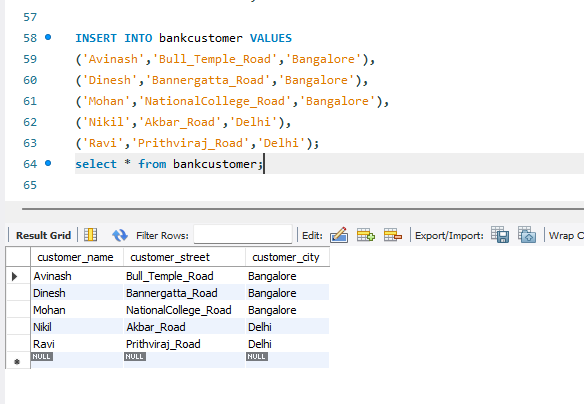 57
58 INSERT INTO bankcustomer VALUES
59 ('Avinash','Bull_Temple_Road','Bangalore'),
60 ('Dinesh','Bannergatta_Road','Bangalore'),
61 ('Mohan','NationalCollege_Road','Bangalore'),
62 ('Nikil','Akbar_Road','Delhi'),
63 ('Ravi','Prithviraj_Road','Delhi');
64 select * from bankcustomer;
65
Result Grid Filter Rows: Edit: Export/Import: Wrap C
customer_name customer_street customer_city
Avinash Bull_Temple_Road Bangalore
Dinesh Bannergatta_Road Bangalore
Mohan NationalCollege_Road Bangalore
Nikil Akbar_Road Delhi
Ravi Prithviraj_Road Delhi
NULL NULL NULL